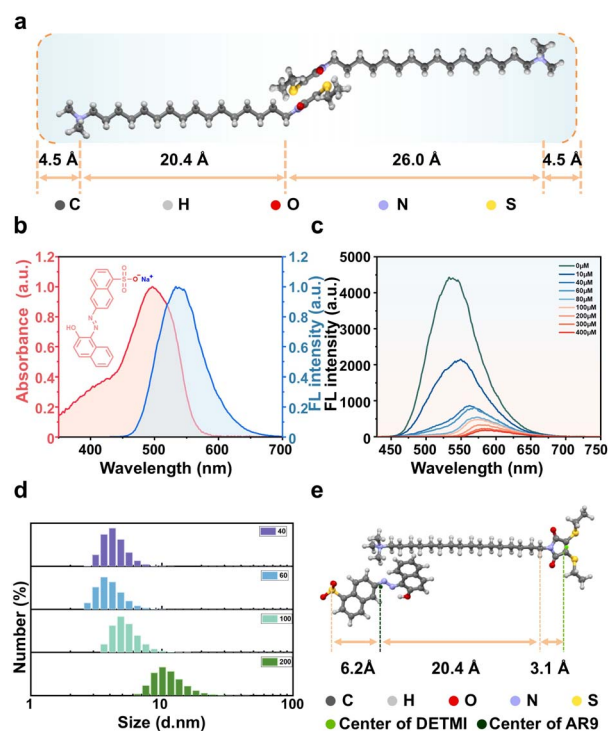 a
4.5 Å 20.4 Å 26.0 Å 4.5 Å
C H O N S
b
Absorbance (a.u.)
1.2
1.0
0.8
0.6
0.4
0.2
0
O
S
O
O⁻ Na⁺
N
N
HO
1.2
1.0
0.8
0.6
0.4
0.2
0
FL intensity (a.u.)
400 500 600 700
Wavelength (nm)
c
FL intensity (a.u.)
5000
4000
3000
2000
1000
0
0μM
10μM
40μM
60μM
80μM
100μM
200μM
300μM
400μM
450 500 550 600 650 700 750
Wavelength (nm)
d
Number (%)
40
60
100
200
1 10 100
Size (d.nm)
e
6.2Å 20.4 Å 3.1 Å
C H O N S
Center of DETMI Center of AR9